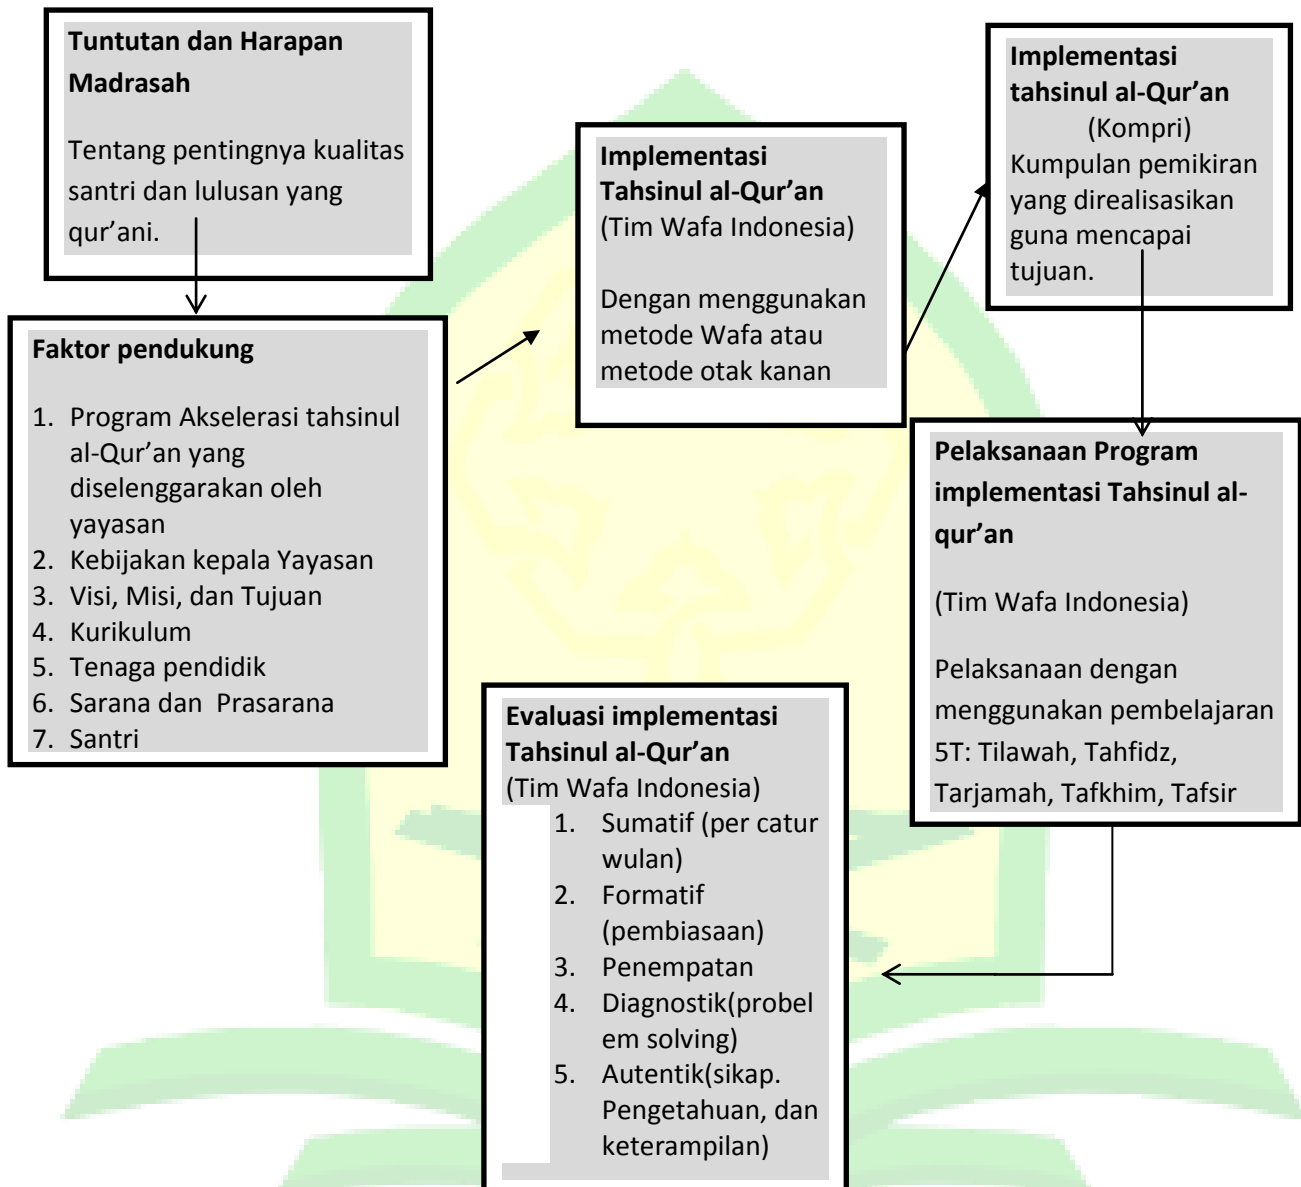 Tuntutan dan Harapan
Madrasah
Tentang pentingnya kualitas
santri dan lulusan yang
qur’ani.
Faktor pendukung
1. Program Akselerasi tahsinul
al-Qur’an yang
diselenggarakan oleh
yayasan
2. Kebijakan kepala Yayasan
3. Visi, Misi, dan Tujuan
4. Kurikulum
5. Tenaga pendidik
6. Sarana dan Prasarana
7. Santri
Implementasi
Tahsinul al-Qur’an
(Tim Wafa Indonesia)
Dengan menggunakan
metode Wafa atau
metode otak kanan
Implementasi
tahsinul al-Qur’an
(Kompri)
Kumpulan pemikiran
yang direalisasikan
guna mencapai
tujuan.
Pelaksanaan Program
implementasi Tahsinul al-
qur’an
(Tim Wafa Indonesia)
Pelaksanaan dengan
menggunakan pembelajaran
5T: Tilawah, Tahfidz,
Tarjamah, Tafkhim, Tafsir
Evaluasi implementasi
Tahsinul al-Qur’an
(Tim Wafa Indonesia)
1. Sumatif (per catur
wulan)
2. Formatif
(pembiasaan)
3. Penempatan
4. Diagnostik(probel
em solving)
5. Autentik(sikap.
Pengetahuan, dan
keterampilan)